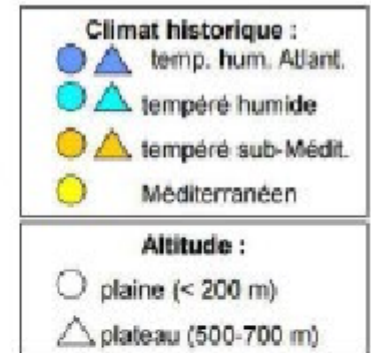 Climat historique :
temp. hum. Atlant.
tempéré humide
tempéré sub-Médit.
Méditerranéen
Altitude :
plaine (< 200 m)
plateau (500-700 m)